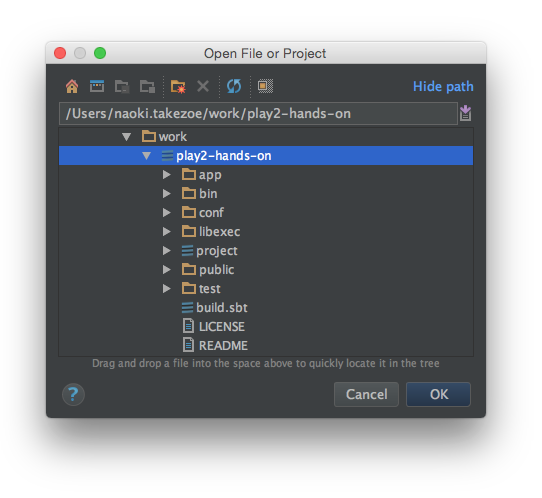 Open File or Project
Hide path
/Users/naoki.takezoe/work/play2-hands-on
work
play2-hands-on
app
bin
conf
libexec
project
public
test
build.sbt
LICENSE
README
Drag and drop a file into the space above to quickly locate it in the tree
?
Cancel
OK